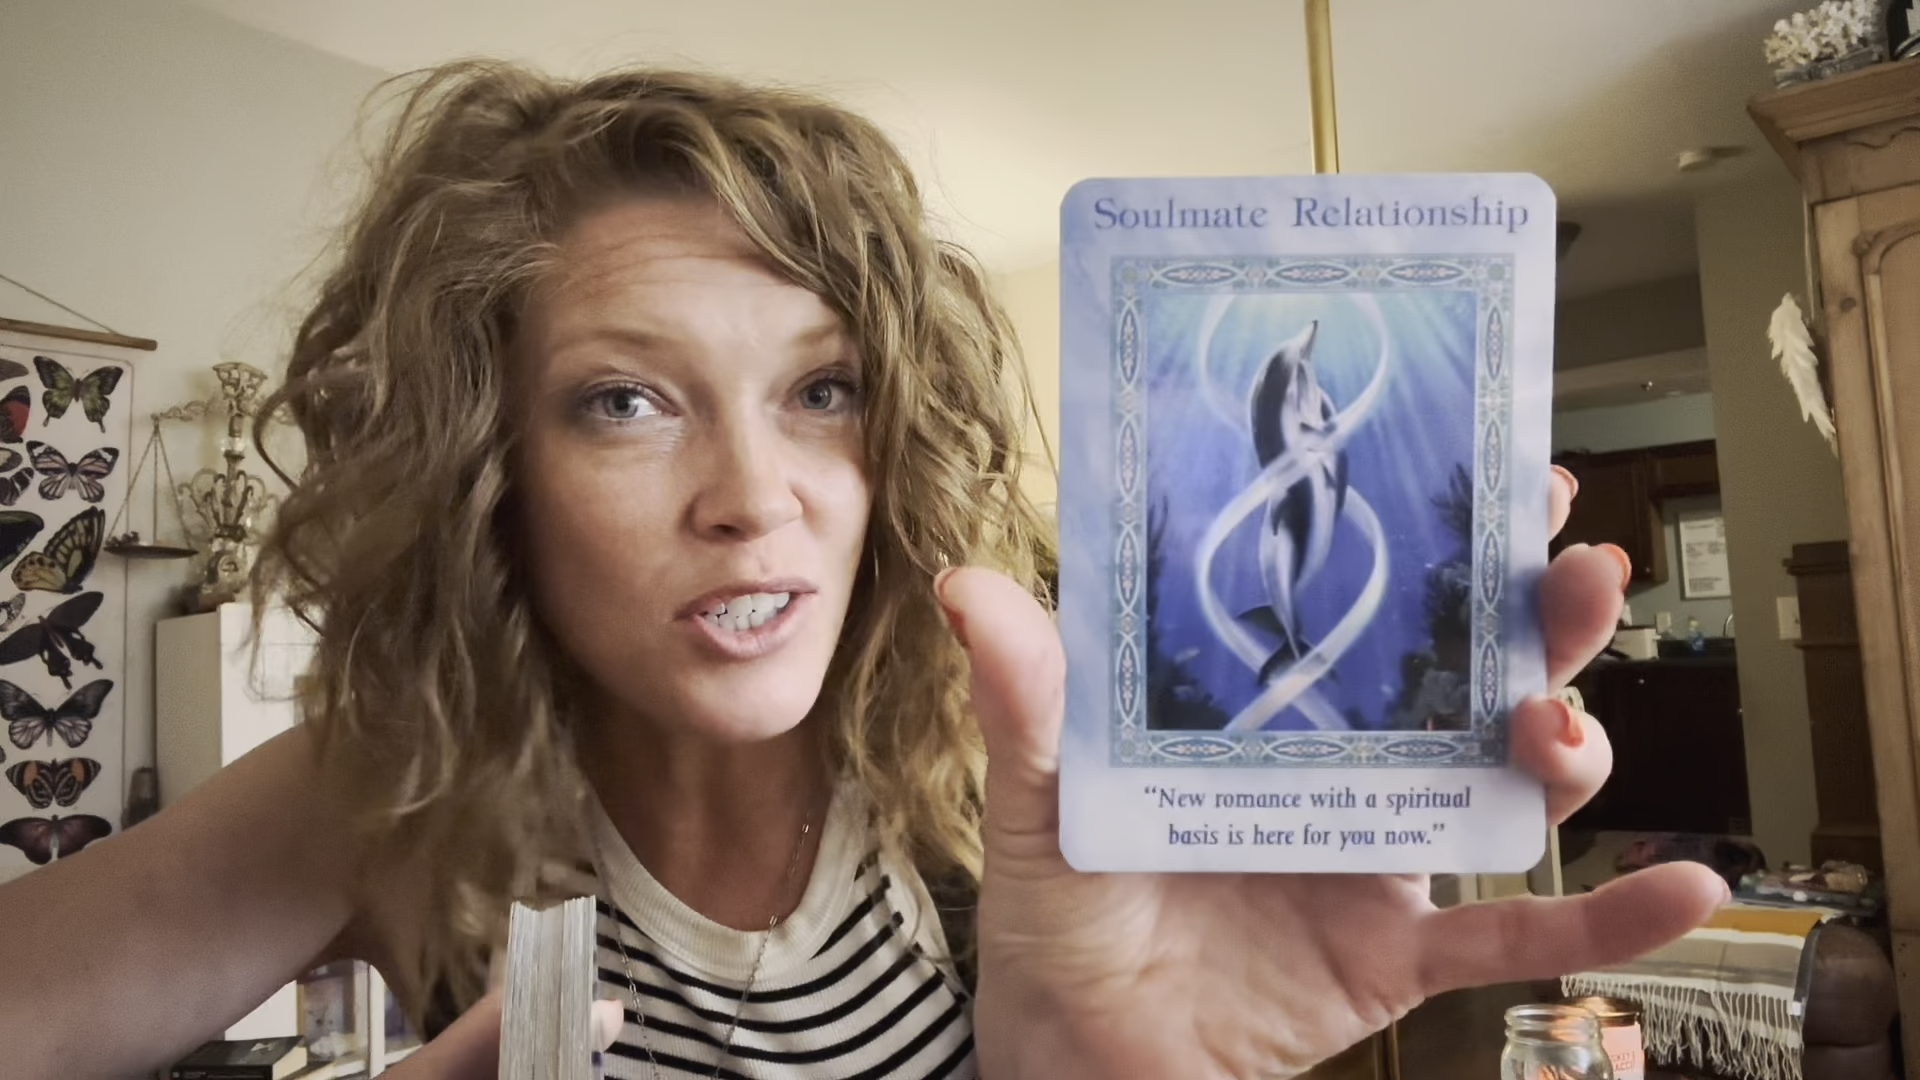 Soulmate Relationship
“New romance with a spiritual
basis is here for you now.”